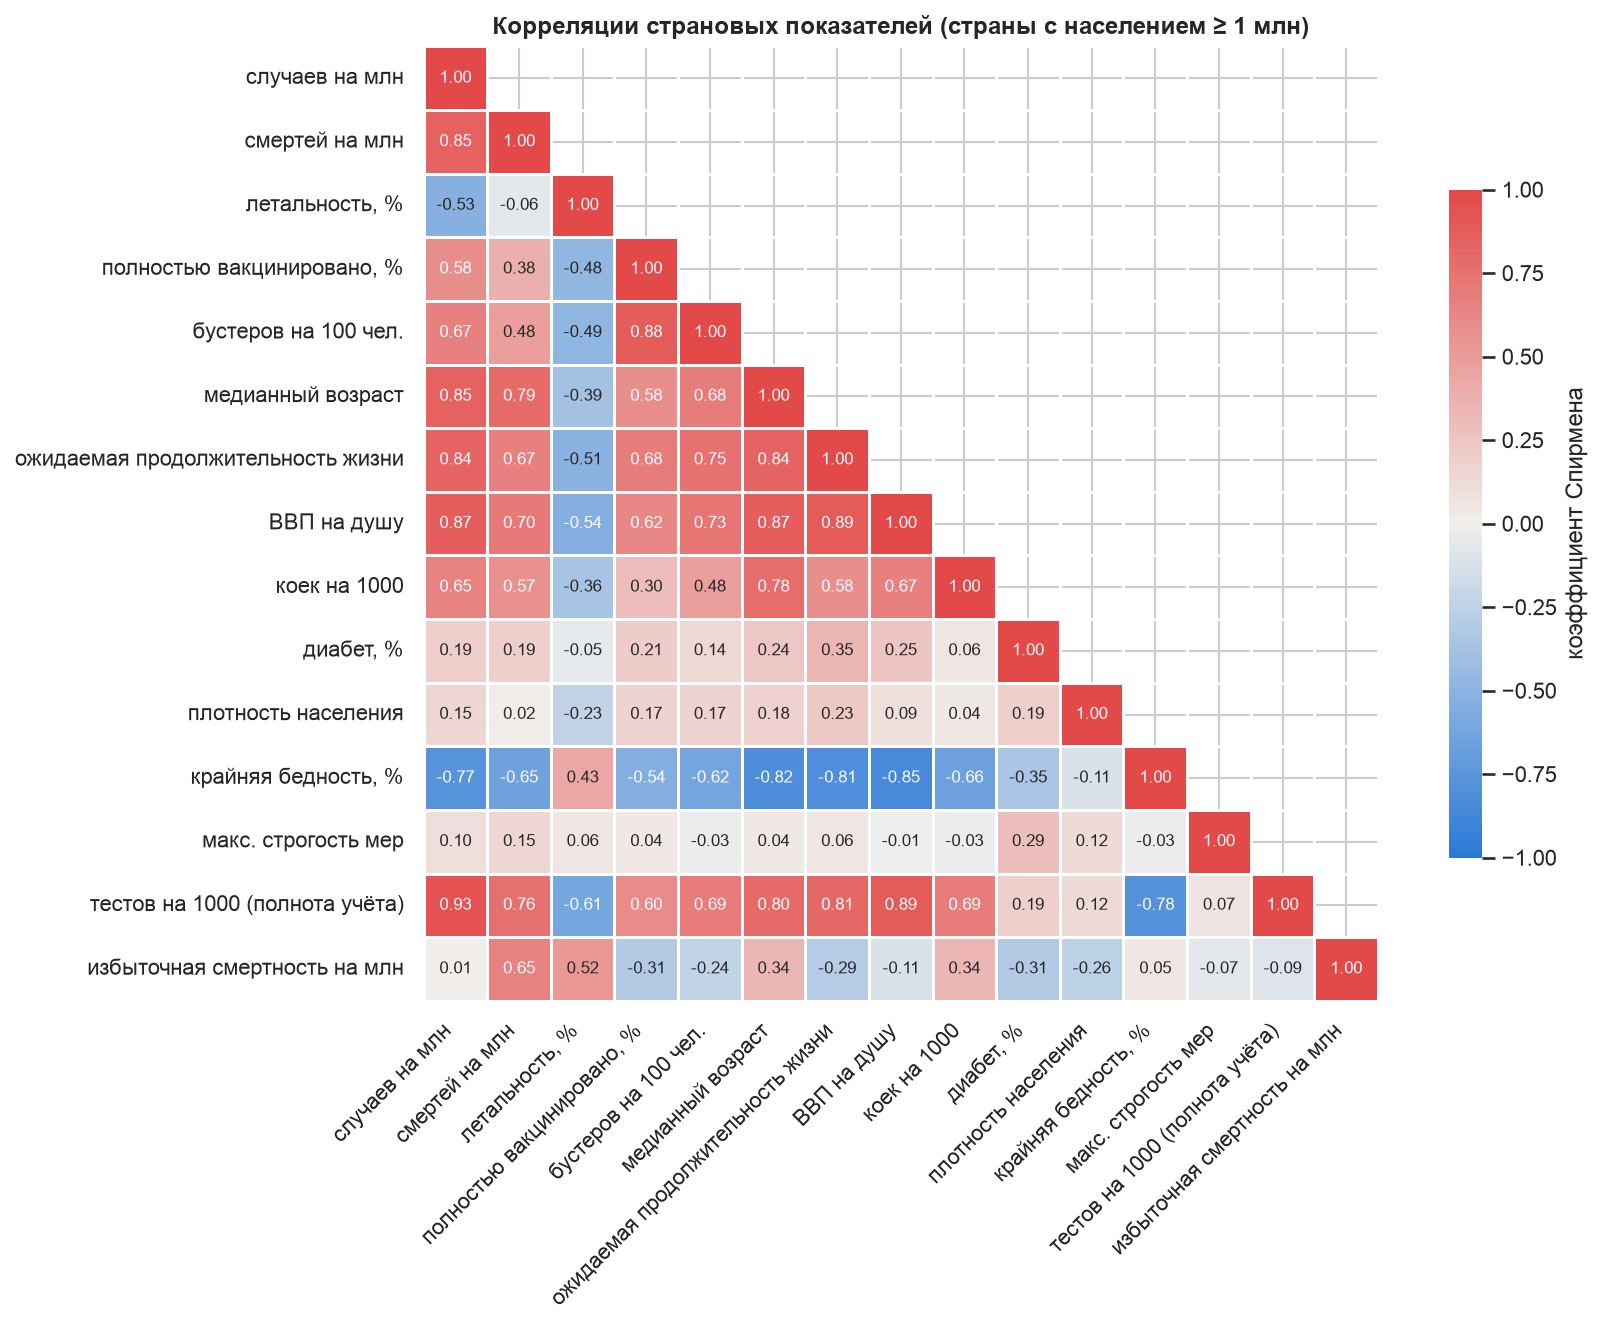 Корреляции страновых показателей (страны с населением ≥ 1 млн)
случаев на млн 1.00
смертей на млн 0.85 1.00
летальность, % -0.53 -0.06 1.00
полностью вакцинировано, % 0.58 0.38 -0.48 1.00
бустеров на 100 чел. 0.67 0.48 -0.49 0.88 1.00
медианный возраст 0.85 0.79 -0.39 0.58 0.68 1.00
ожидаемая продолжительность жизни 0.84 0.67 -0.51 0.68 0.75 0.84 1.00
ВВП на душу 0.87 0.70 -0.54 0.62 0.73 0.87 0.89 1.00
коек на 1000 0.65 0.57 -0.36 0.30 0.48 0.78 0.58 0.67 1.00
диабет, % 0.19 0.19 -0.05 0.21 0.14 0.24 0.35 0.25 0.06 1.00
плотность населения 0.15 0.02 -0.23 0.17 0.17 0.18 0.23 0.09 0.04 0.19 1.00
крайняя бедность, % -0.77 -0.65 0.43 -0.54 -0.62 -0.82 -0.81 -0.85 -0.66 -0.35 -0.11 1.00
макс. строгость мер 0.10 0.15 0.06 0.04 -0.03 0.04 0.06 -0.01 -0.03 0.29 0.12 -0.03 1.00
тестов на 1000 (полнота учёта) 0.93 0.76 -0.61 0.60 0.69 0.80 0.81 0.89 0.69 0.19 0.12 -0.78 0.07 1.00
избыточная смертность на млн 0.01 0.65 0.52 -0.31 -0.24 0.34 -0.29 -0.11 0.34 -0.31 -0.26 0.05 -0.07 -0.09 1.00
случаев на млн
смертей на млн
летальность, %
полностью вакцинировано, %
бустеров на 100 чел.
медианный возраст
ожидаемая продолжительность жизни
ВВП на душу
коек на 1000
диабет, %
плотность населения
крайняя бедность, %
макс. строгость мер
тестов на 1000 (полнота учёта)
избыточная смертность на млн
1.00
0.75
0.50
0.25
0.00
−0.25
−0.50
−0.75
−1.00
коэффициент Спирмена